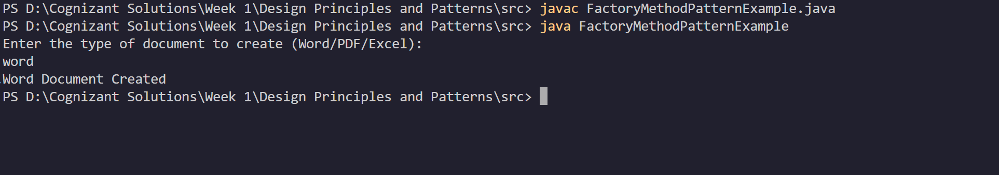 PS D:\Cognizant Solutions\Week 1\Design Principles and Patterns\src> javac FactoryMethodPatternExample.java
PS D:\Cognizant Solutions\Week 1\Design Principles and Patterns\src> java FactoryMethodPatternExample
Enter the type of document to create (Word/PDF/Excel):
word
Word Document Created
PS D:\Cognizant Solutions\Week 1\Design Principles and Patterns\src>